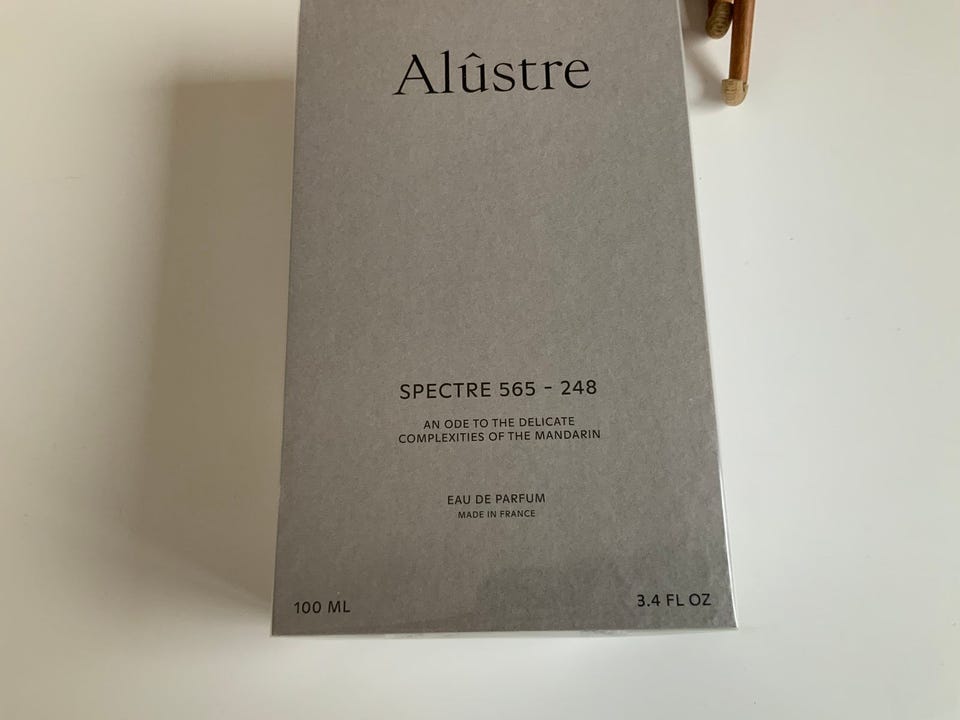 Alûstre
SPECTRE 565 - 248
AN ODE TO THE DELICATE
COMPLEXITIES OF THE MANDARIN
EAU DE PARFUM
MADE IN FRANCE
100 ML
3.4 FL OZ